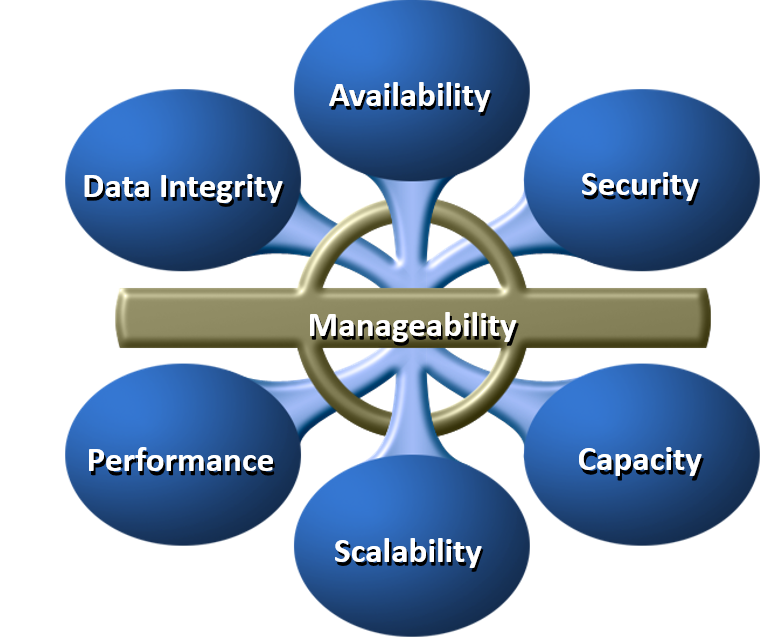 Availability
Data Integrity
Security
Manageability
Performance
Capacity
Scalability